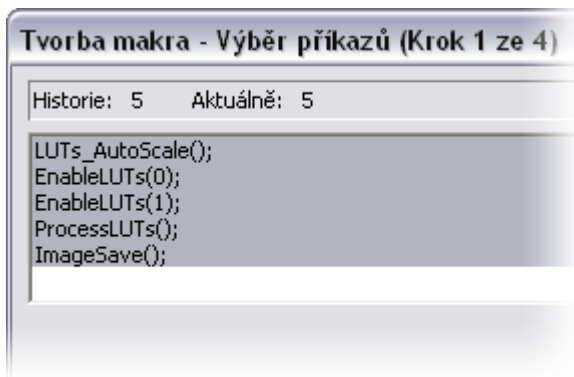 Tvorba makra - Výběr příkazů (Krok 1 ze 4)
Historie: 5 Aktuálně: 5
LUTs_AutoScale();
EnableLUTs(0);
EnableLUTs(1);
ProcessLUTs();
ImageSave();